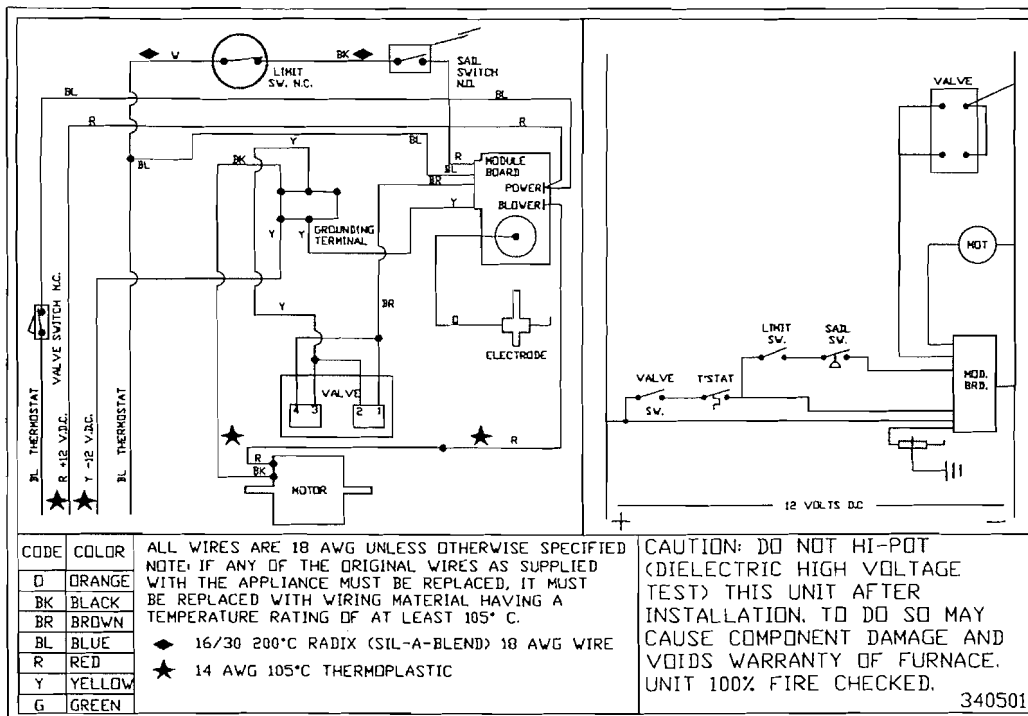 W
LIMIT
SW. N.C.
BK
SAIL
SWITCH
N.O.
BL
BL
R
R
BL
BL
Y
BK
R
BL
BR
MODULE
BOARD
POWER
BLOWER
Y
Y
Y
GROUNDING
TERMINAL
BR
Y
O
ELECTRODE
VALVE
4 3 2 1
R
R
BK
MOTOR
VALVE SWITCH N.C.
BL THERMOSTAT
R +12 V.D.C.
Y -12 V.D.C.
BL THERMOSTAT
VALVE
MOT
LIMIT
SW.
SAIL
SW.
VALVE
SW.
T'STAT
MOD.
BRD.
12 VOLTS D.C
+
-
CODE COLOR
O ORANGE
BK BLACK
BR BROWN
BL BLUE
R RED
Y YELLOW
G GREEN
ALL WIRES ARE 18 AWG UNLESS OTHERWISE SPECIFIED
NOTE: IF ANY OF THE ORIGINAL WIRES AS SUPPLIED
WITH THE APPLIANCE MUST BE REPLACED, IT MUST
BE REPLACED WITH WIRING MATERIAL HAVING A
TEMPERATURE RATING OF AT LEAST 105° C.
16/30 200°C RADIX (SIL-A-BLEND) 18 AWG WIRE
14 AWG 105°C THERMOPLASTIC
CAUTION: DO NOT HI-POT
(DIELECTRIC HIGH VOLTAGE
TEST) THIS UNIT AFTER
INSTALLATION. TO DO SO MAY
CAUSE COMPONENT DAMAGE AND
VOIDS WARRANTY OF FURNACE.
UNIT 100% FIRE CHECKED.
340501